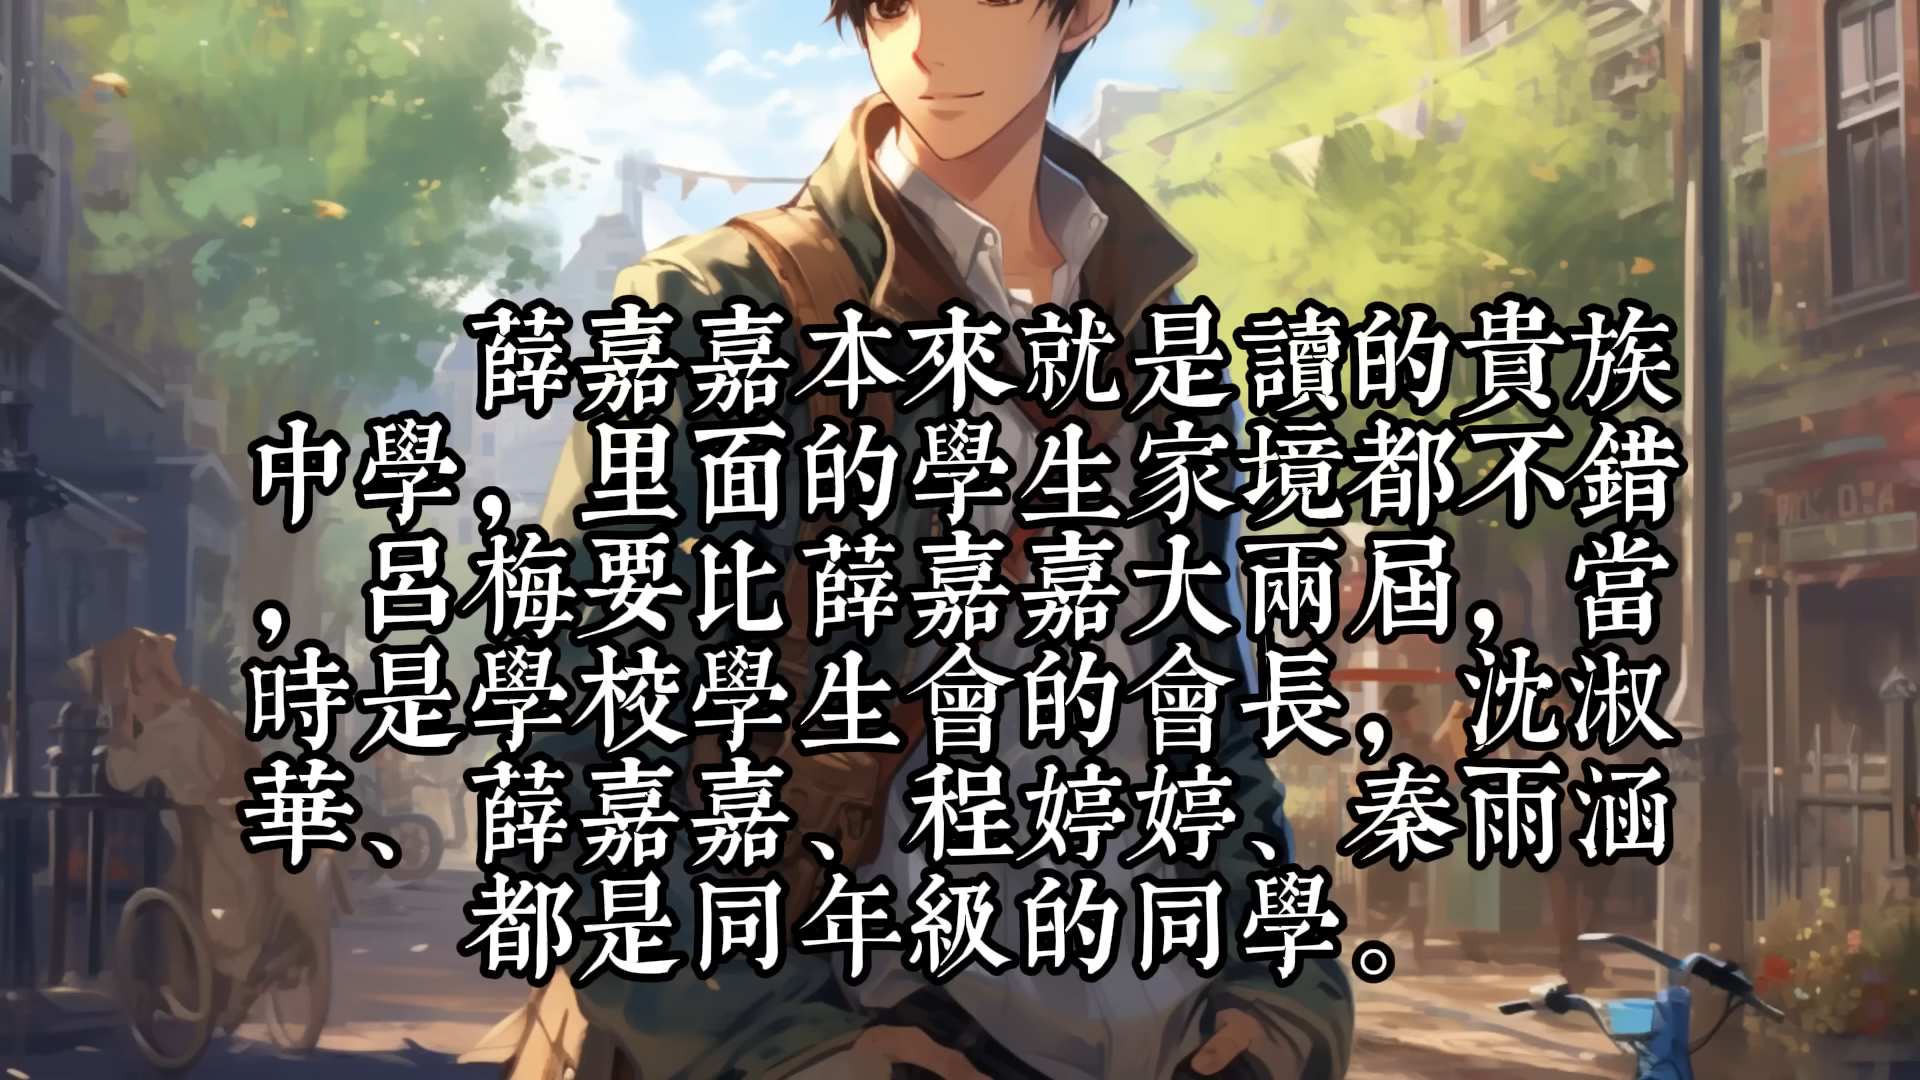 薛嘉嘉本來就是讀的貴族
中學，里面的學生家境都不錯
，呂梅要比薛嘉嘉大兩屆，當
時是學校學生會的會長，沈淑
華、薛嘉嘉、程婷婷、秦雨涵
都是同年級的同學。